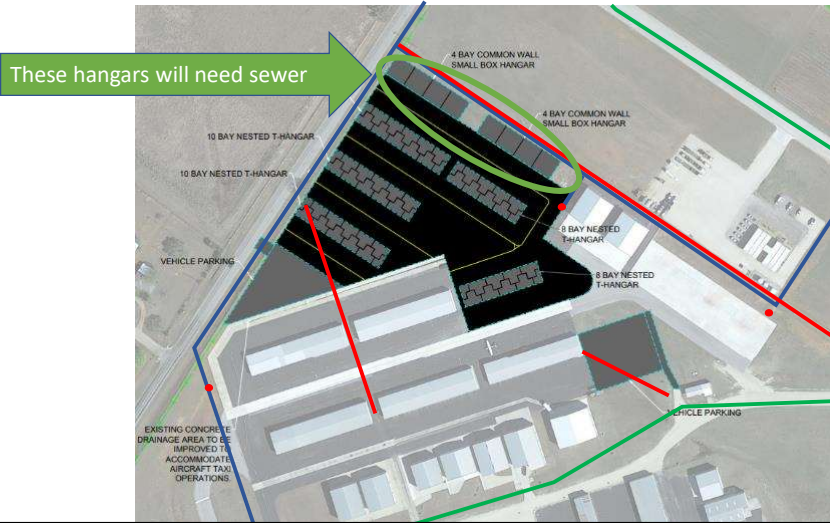 These hangars will need sewer
4 BAY COMMON WALL
SMALL BOX HANGAR
4 BAY COMMON WALL
SMALL BOX HANGAR
10 BAY NESTED T-HANGAR
10 BAY NESTED T-HANGAR
8 BAY NESTED
T-HANGAR
VEHICLE PARKING
8 BAY NESTED
T-HANGAR
VEHICLE PARKING
EXISTING CONCRETE
DRAINAGE AREA TO BE
IMPROVED TO
ACCOMMODATE
AIRCRAFT TAXI
OPERATIONS.